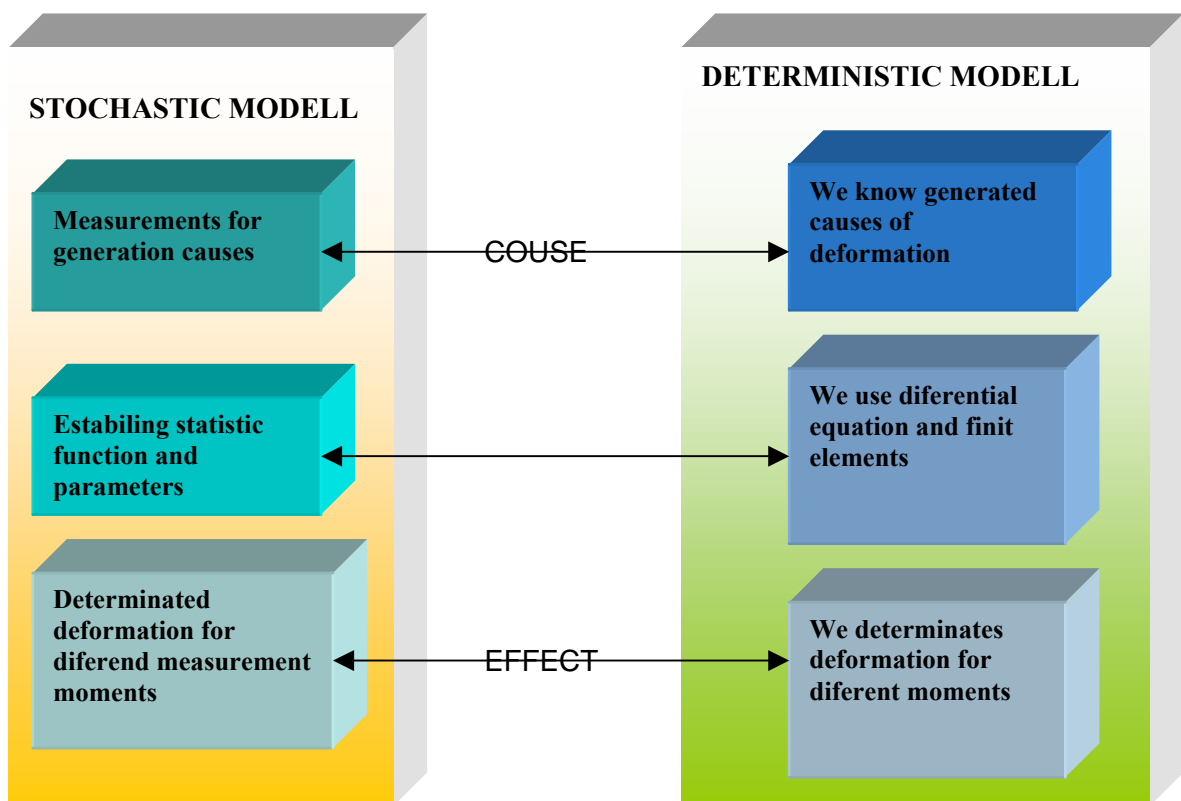 STOCHASTIC MODELL
Measurements for
generation causes
Estabiling statistic
function and
parameters
Determinated
deformation for
diferend measurement
moments
COUSE
EFFECT
DETERMINISTIC MODELL
We know generated
causes of
deformation
We use diferential
equation and finit
elements
We determinates
deformation for
diferent moments